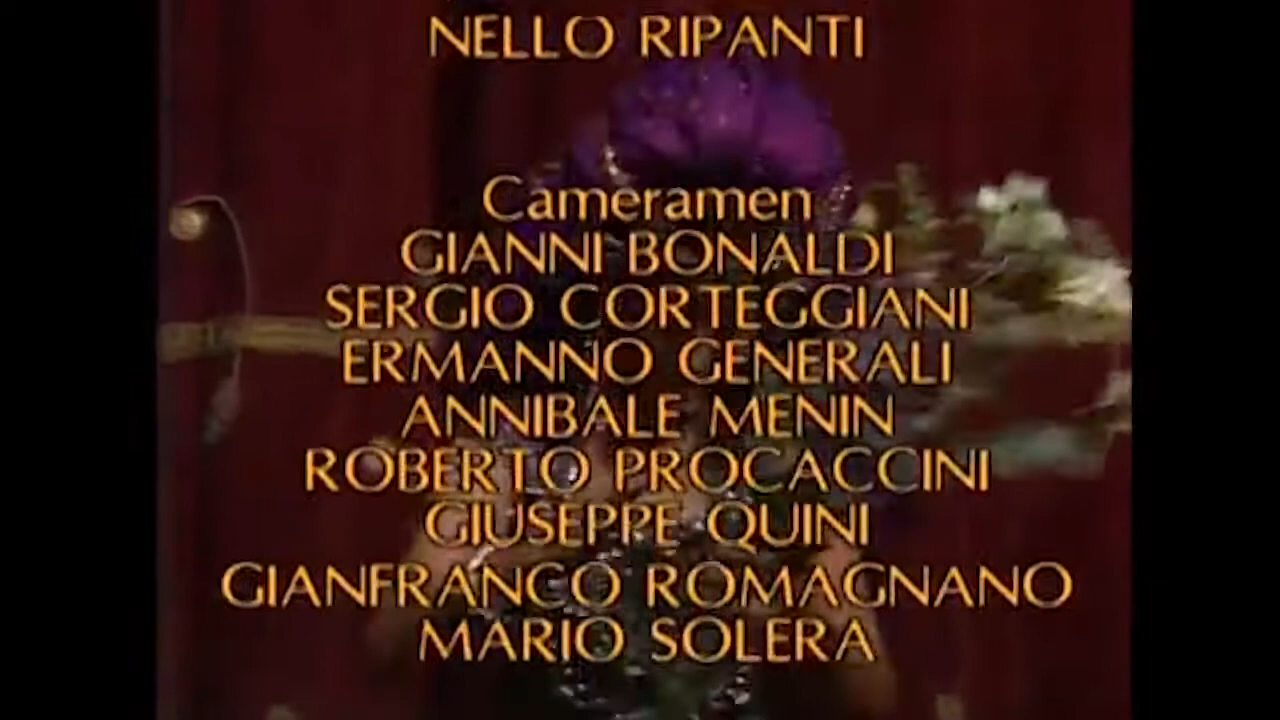 NELLO RIPANTI
Cameramen
GIANNI BONALDI
SERGIO CORTEGGIANI
ERMANNO GENERALI
ANNIBALE MENIN
ROBERTO PROCACCINI
GIUSEPPE QUINI
GIANFRANCO ROMAGNANO
MARIO SOLERA